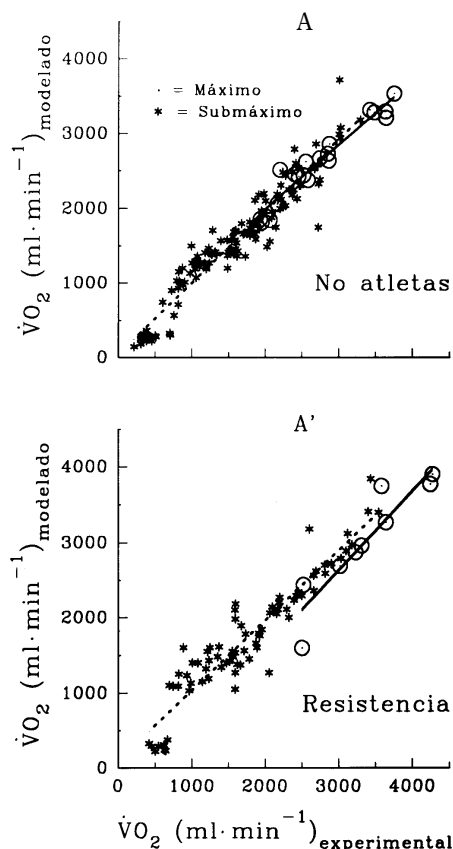 A
· = Máximo
* = Submáximo
V̇O₂ (ml·min⁻¹)modelado
4000
3000
2000
1000
0
No atletas
A'
V̇O₂ (ml·min⁻¹)modelado
4000
3000
2000
1000
0
Resistencia
0 1000 2000 3000 4000
V̇O₂ (ml·min⁻¹)experimental